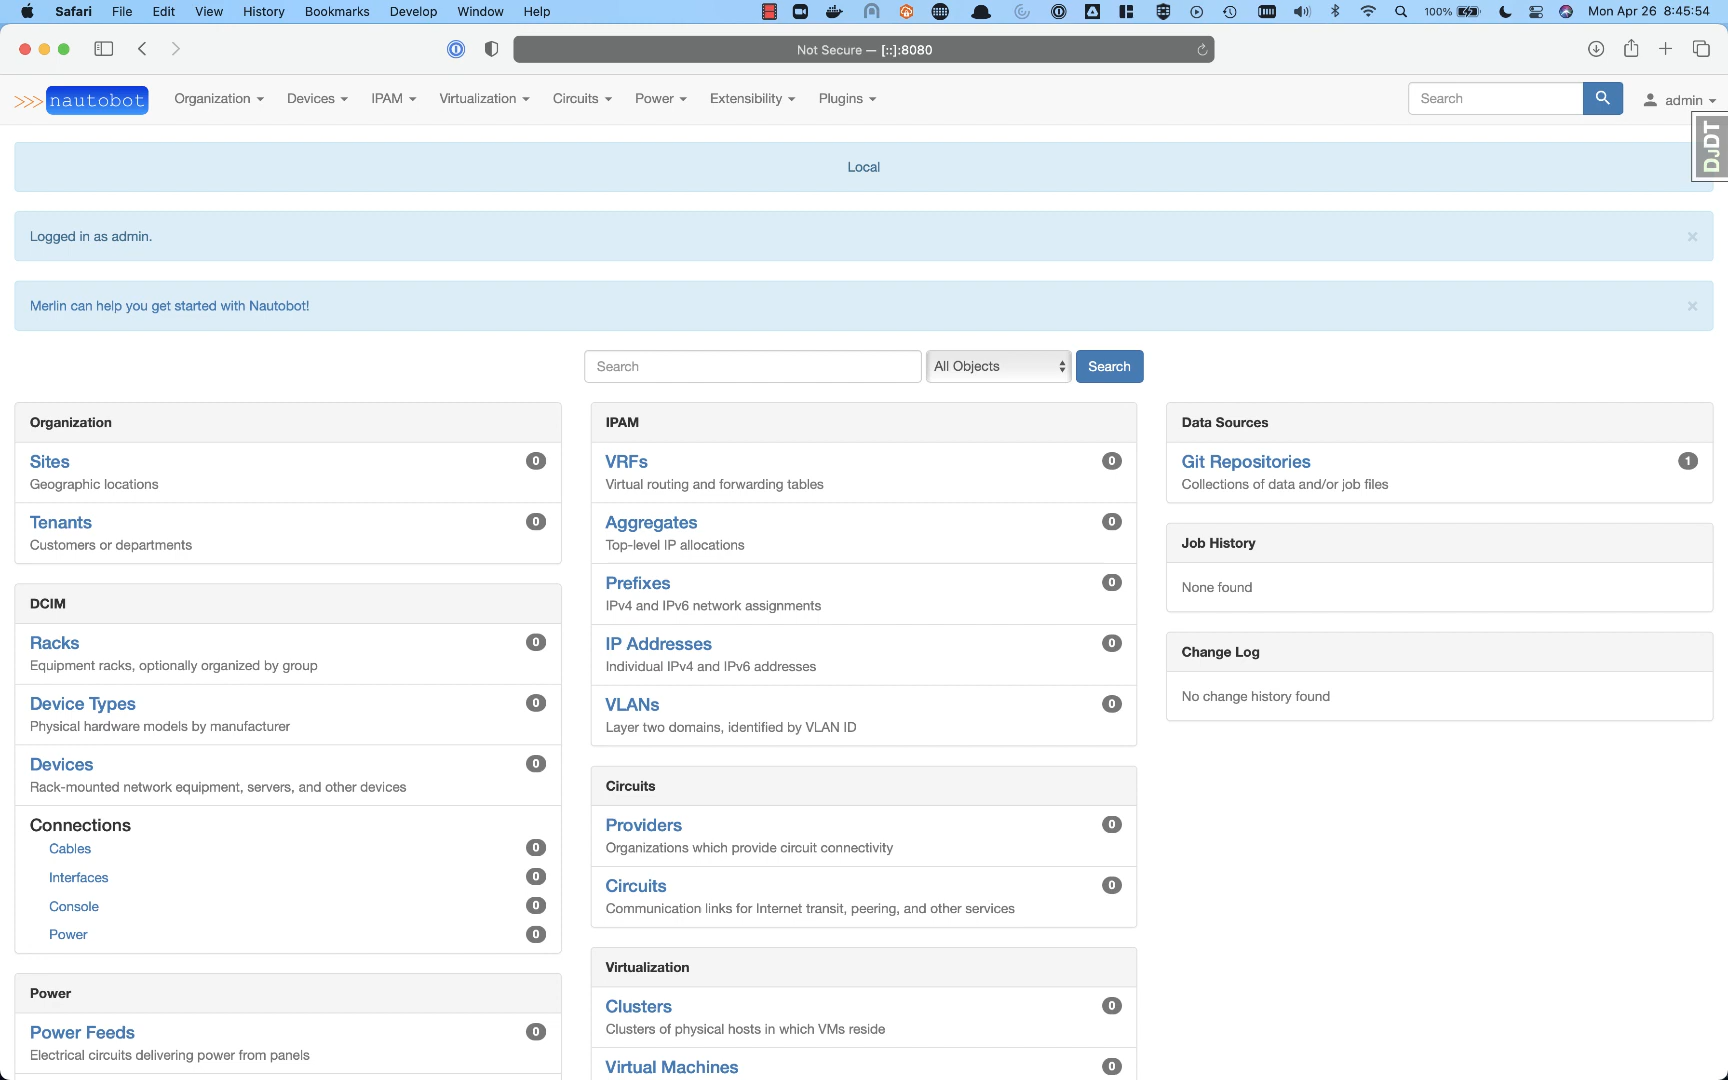 Safari File Edit View History Bookmarks Develop Window Help 100% Mon Apr 26 8:45:54
Not Secure — [::]:8080
>>> nautobot Organization Devices IPAM Virtualization Circuits Power Extensibility Plugins Search admin
DJDT
Local
Logged in as admin. ×
Merlin can help you get started with Nautobot! ×
Search All Objects Search
Organization
Sites 0
Geographic locations
Tenants 0
Customers or departments
DCIM
Racks 0
Equipment racks, optionally organized by group
Device Types 0
Physical hardware models by manufacturer
Devices 0
Rack-mounted network equipment, servers, and other devices
Connections
Cables 0
Interfaces 0
Console 0
Power 0
Power
Power Feeds 0
Electrical circuits delivering power from panels
IPAM
VRFs 0
Virtual routing and forwarding tables
Aggregates 0
Top-level IP allocations
Prefixes 0
IPv4 and IPv6 network assignments
IP Addresses 0
Individual IPv4 and IPv6 addresses
VLANs 0
Layer two domains, identified by VLAN ID
Circuits
Providers 0
Organizations which provide circuit connectivity
Circuits 0
Communication links for Internet transit, peering, and other services
Virtualization
Clusters 0
Clusters of physical hosts in which VMs reside
Virtual Machines 0
Data Sources
Git Repositories 1
Collections of data and/or job files
Job History
None found
Change Log
No change history found